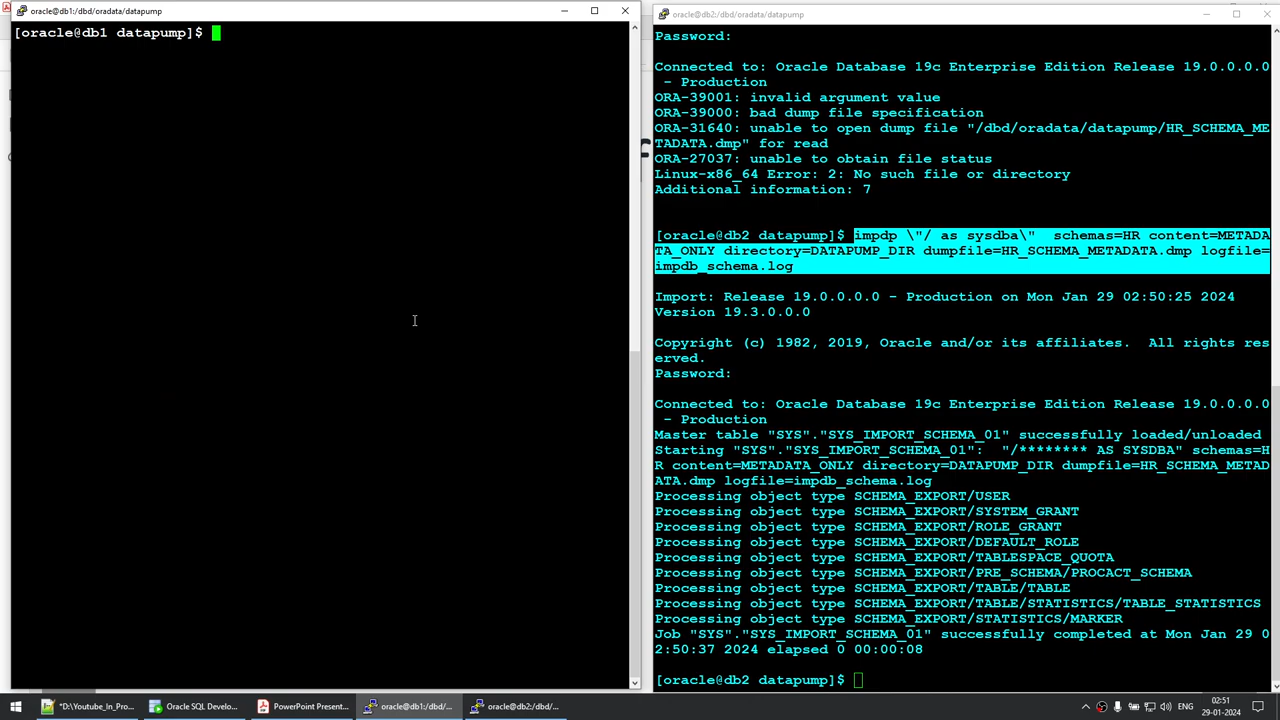 oracle@db1:/dbd/oradata/datapump
[oracle@db1 datapump]$
oracle@db2:/dbd/oradata/datapump
Password:
Connected to: Oracle Database 19c Enterprise Edition Release 19.0.0.0.0
- Production
ORA-39001: invalid argument value
ORA-39000: bad dump file specification
ORA-31640: unable to open dump file "/dbd/oradata/datapump/HR_SCHEMA_ME
TADATA.dmp" for read
ORA-27037: unable to obtain file status
Linux-x86_64 Error: 2: No such file or directory
Additional information: 7
[oracle@db2 datapump]$ impdp \"/ as sysdba\"  schemas=HR content=METADA
TA_ONLY directory=DATAPUMP_DIR dumpfile=HR_SCHEMA_METADATA.dmp logfile=
impdb_schema.log
Import: Release 19.0.0.0.0 - Production on Mon Jan 29 02:50:25 2024
Version 19.3.0.0.0
Copyright (c) 1982, 2019, Oracle and/or its affiliates.  All rights res
erved.
Password:
Connected to: Oracle Database 19c Enterprise Edition Release 19.0.0.0.0
- Production
Master table "SYS"."SYS_IMPORT_SCHEMA_01" successfully loaded/unloaded
Starting "SYS"."SYS_IMPORT_SCHEMA_01":  "/******** AS SYSDBA" schemas=H
R content=METADATA_ONLY directory=DATAPUMP_DIR dumpfile=HR_SCHEMA_METAD
ATA.dmp logfile=impdb_schema.log
Processing object type SCHEMA_EXPORT/USER
Processing object type SCHEMA_EXPORT/SYSTEM_GRANT
Processing object type SCHEMA_EXPORT/ROLE_GRANT
Processing object type SCHEMA_EXPORT/DEFAULT_ROLE
Processing object type SCHEMA_EXPORT/TABLESPACE_QUOTA
Processing object type SCHEMA_EXPORT/PRE_SCHEMA/PROCACT_SCHEMA
Processing object type SCHEMA_EXPORT/TABLE/TABLE
Processing object type SCHEMA_EXPORT/TABLE/STATISTICS/TABLE_STATISTICS
Processing object type SCHEMA_EXPORT/STATISTICS/MARKER
Job "SYS"."SYS_IMPORT_SCHEMA_01" successfully completed at Mon Jan 29 0
2:50:37 2024 elapsed 0 00:00:08
[oracle@db2 datapump]$
"D:\Youtube_In_Pro...
Oracle SQL Develo...
PowerPoint Present...
oracle@db1:/dbd/...
oracle@db2:/dbd/...
02:51
29-01-2024